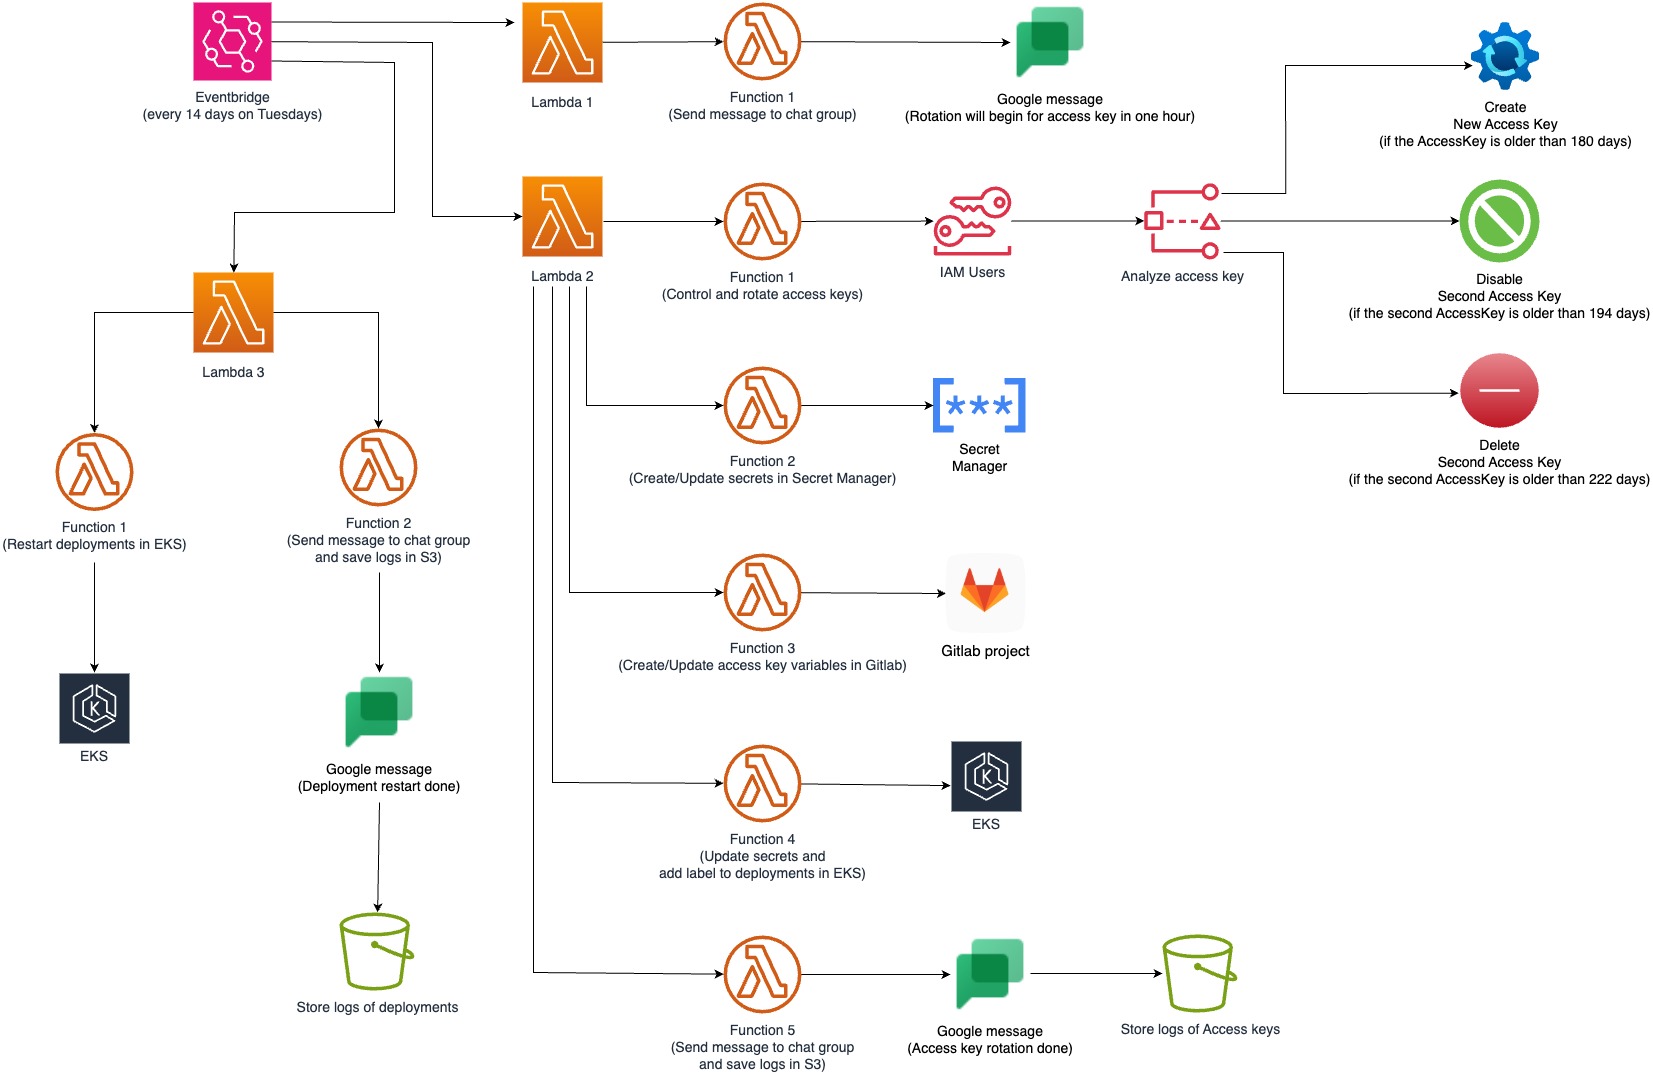 Eventbridge
(every 14 days on Tuesdays)
Lambda 1
Function 1
(Send message to chat group)
Google message
(Rotation will begin for access key in one hour)
Create
New Access Key
(if the AccessKey is older than 180 days)
Lambda 2
Function 1
(Control and rotate access keys)
IAM Users
Analyze access key
Disable
Second Access Key
(if the second AccessKey is older than 194 days)
Lambda 3
Function 2
(Create/Update secrets in Secret Manager)
[***]
Secret
Manager
Delete
Second Access Key
(if the second AccessKey is older than 222 days)
Function 1
(Restart deployments in EKS)
Function 2
(Send message to chat group
and save logs in S3)
Function 3
(Create/Update access key variables in Gitlab)
Gitlab project
K
EKS
Google message
(Deployment restart done)
Function 4
(Update secrets and
add label to deployments in EKS)
K
EKS
Store logs of deployments
Function 5
(Send message to chat group
and save logs in S3)
Google message
(Access key rotation done)
Store logs of Access keys